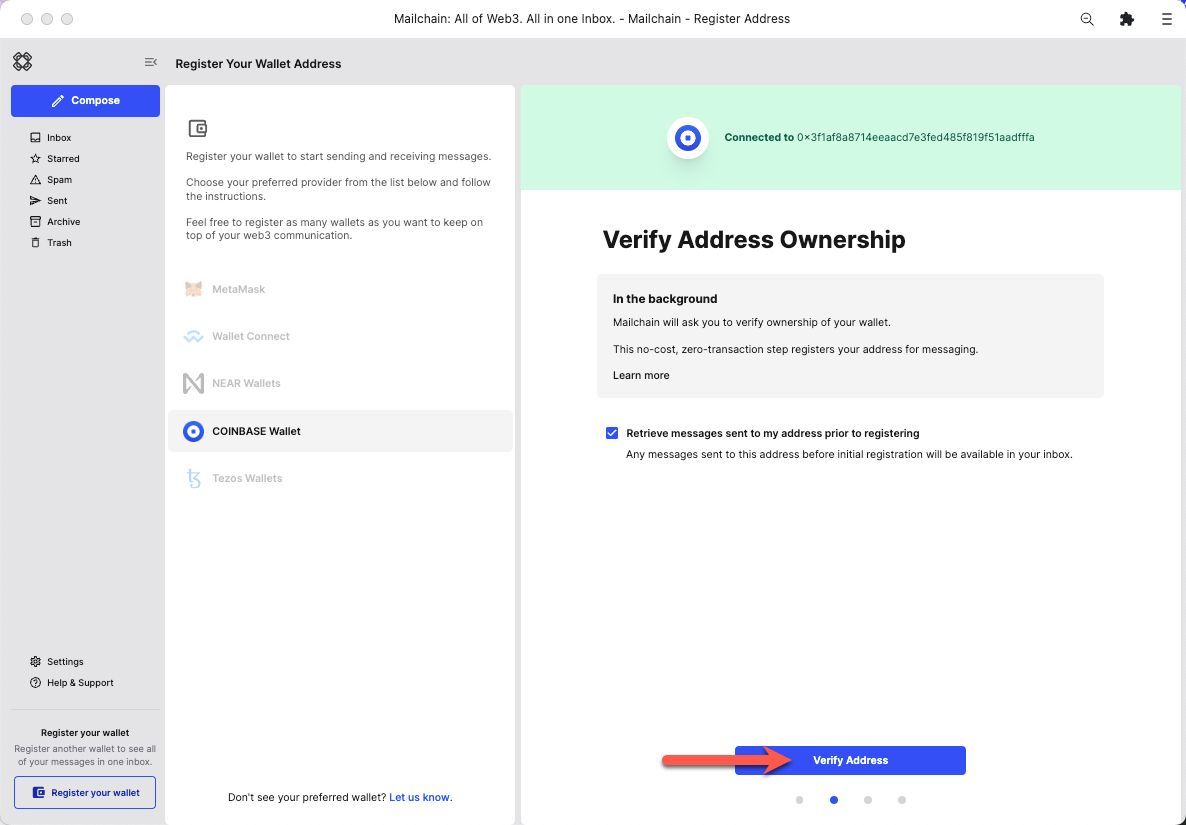 Mailchain: All of Web3. All in one Inbox. - Mailchain - Register Address
Register Your Wallet Address
Compose
Inbox
Starred
Spam
Sent
Archive
Trash
Settings
Help & Support
Register your wallet
Register another wallet to see all
of your messages in one inbox.
Register your wallet
Register your wallet to start sending and receiving messages.
Choose your preferred provider from the list below and follow
the instructions.
Feel free to register as many wallets as you want to keep on
top of your web3 communication.
MetaMask
Wallet Connect
NEAR Wallets
COINBASE Wallet
Tezos Wallets
Don't see your preferred wallet? Let us know.
Connected to 0x3f1af8a8714eeaacd7e3fed485f819f51aadfffa
Verify Address Ownership
In the background
Mailchain will ask you to verify ownership of your wallet.
This no-cost, zero-transaction step registers your address for messaging.
Learn more
Retrieve messages sent to my address prior to registering
Any messages sent to this address before initial registration will be available in your inbox.
Verify Address